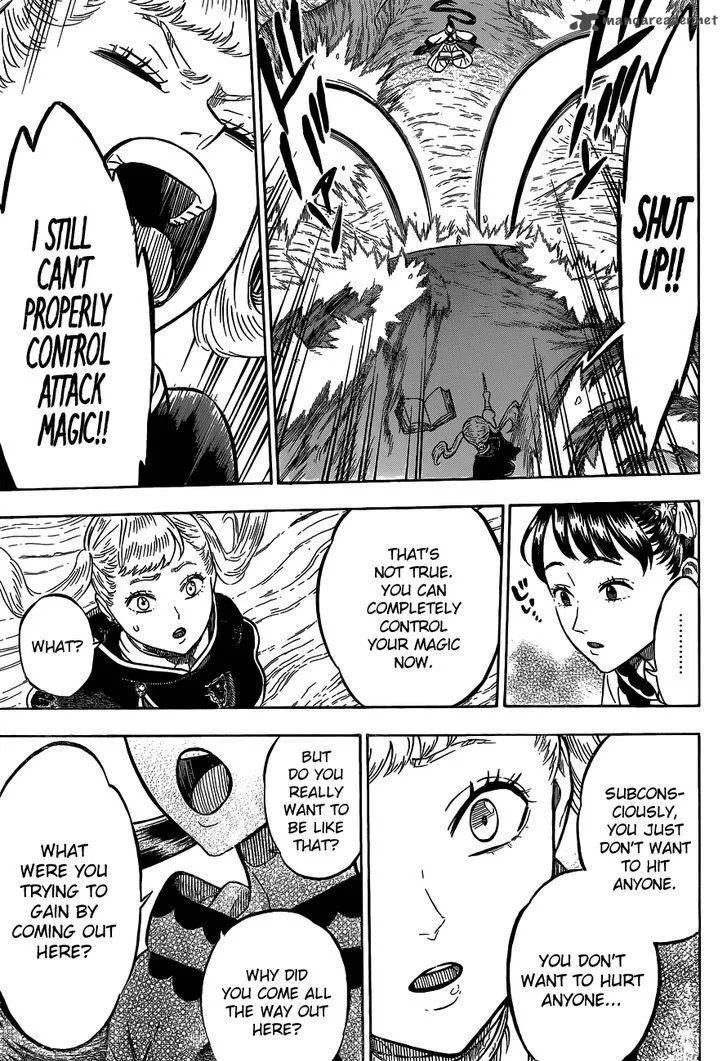 mangareader.net
SHUT
UP!!
I STILL
CAN'T
PROPERLY
CONTROL
ATTACK
MAGIC!!
.........
THAT'S
NOT TRUE.
YOU CAN
COMPLETELY
CONTROL
YOUR MAGIC
NOW.
WHAT?
SUBCONS-
CIOUSLY,
YOU JUST
DON'T WANT
TO HIT
ANYONE.
YOU DON'T
WANT TO HURT
ANYONE...
BUT
DO YOU
REALLY
WANT TO
BE LIKE
THAT?
WHY DID
YOU COME ALL
THE WAY OUT
HERE?
WHAT
WERE YOU
TRYING TO
GAIN BY
COMING OUT
HERE?